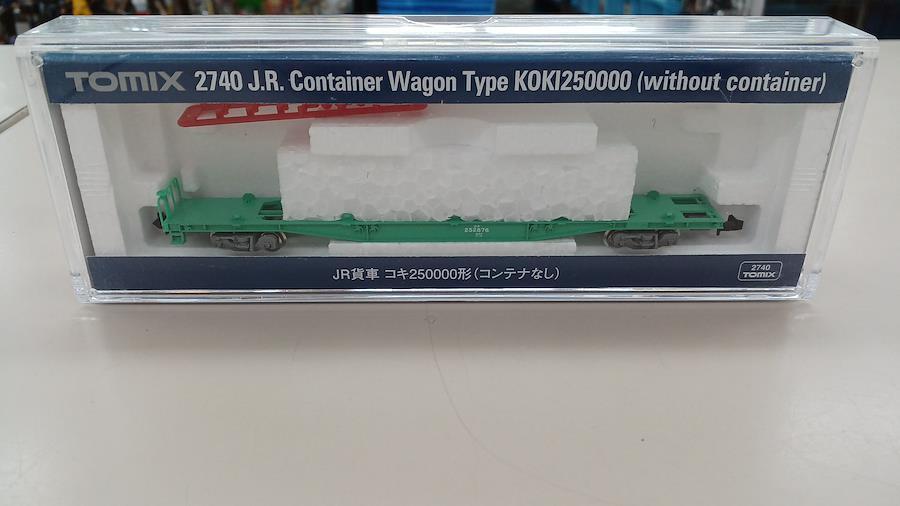 TOMIX 2740 J.R. Container Wagon Type KOKI250000 (without container)
252876
JR貨車 コキ250000形(コンテナなし)
2740
TOMIX